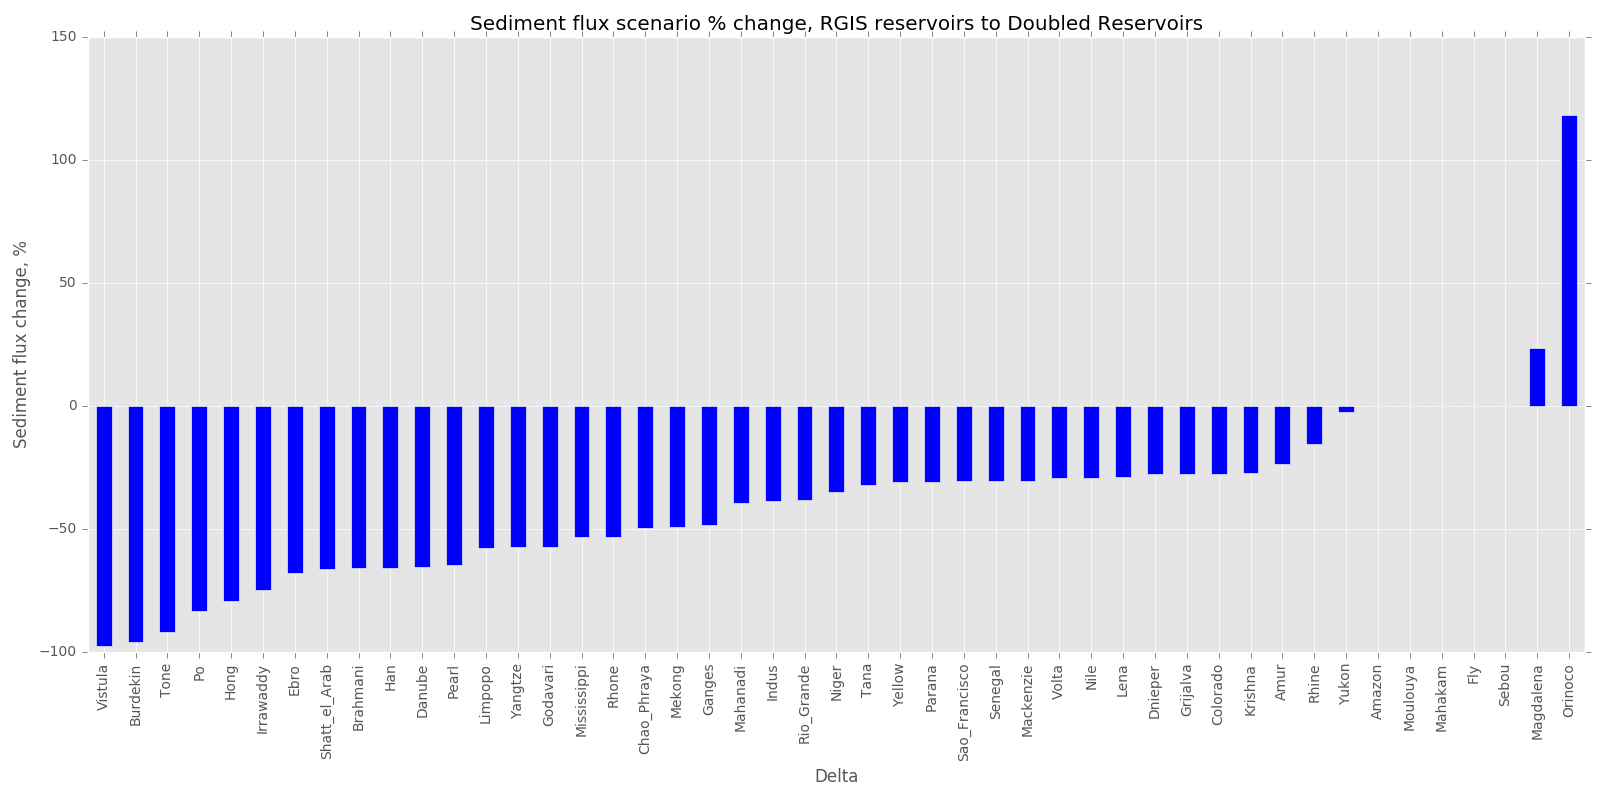 Sediment flux scenario % change, RGIS reservoirs to Doubled Reservoirs
150
100
50
0
−50
−100
Sediment flux change, %
Vistula
Burdekin
Tone
Po
Hong
Irrawaddy
Ebro
Shatt_el_Arab
Brahmani
Han
Danube
Pearl
Limpopo
Yangtze
Godavari
Mississippi
Rhone
Chao_Phraya
Mekong
Ganges
Mahanadi
Indus
Rio_Grande
Niger
Tana
Yellow
Parana
Sao_Francisco
Senegal
Mackenzie
Volta
Nile
Lena
Dnieper
Grijalva
Colorado
Krishna
Amur
Rhine
Yukon
Amazon
Moulouya
Mahakam
Fly
Sebou
Magdalena
Orinoco
Delta